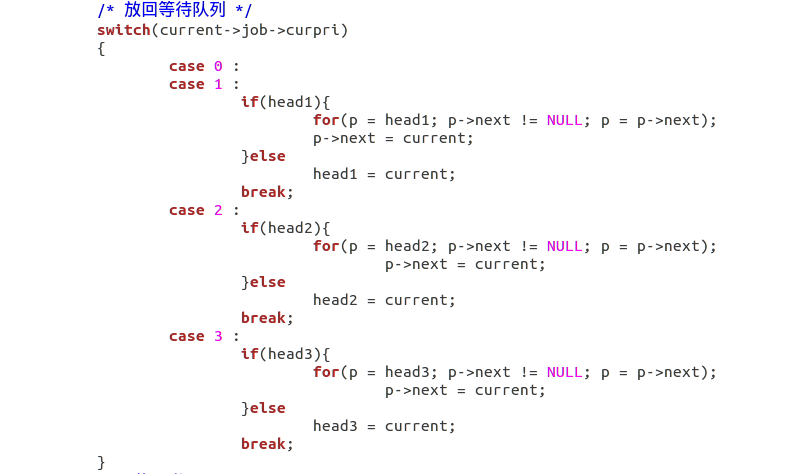 /* 放回等待队列 */
switch(current->job->curpri)
{
case 0 :
case 1 :
if(head1){
for(p = head1; p->next != NULL; p = p->next);
p->next = current;
}else
head1 = current;
break;
case 2 :
if(head2){
for(p = head2; p->next != NULL; p = p->next);
p->next = current;
}else
head2 = current;
break;
case 3 :
if(head3){
for(p = head3; p->next != NULL; p = p->next);
p->next = current;
}else
head3 = current;
break;
}